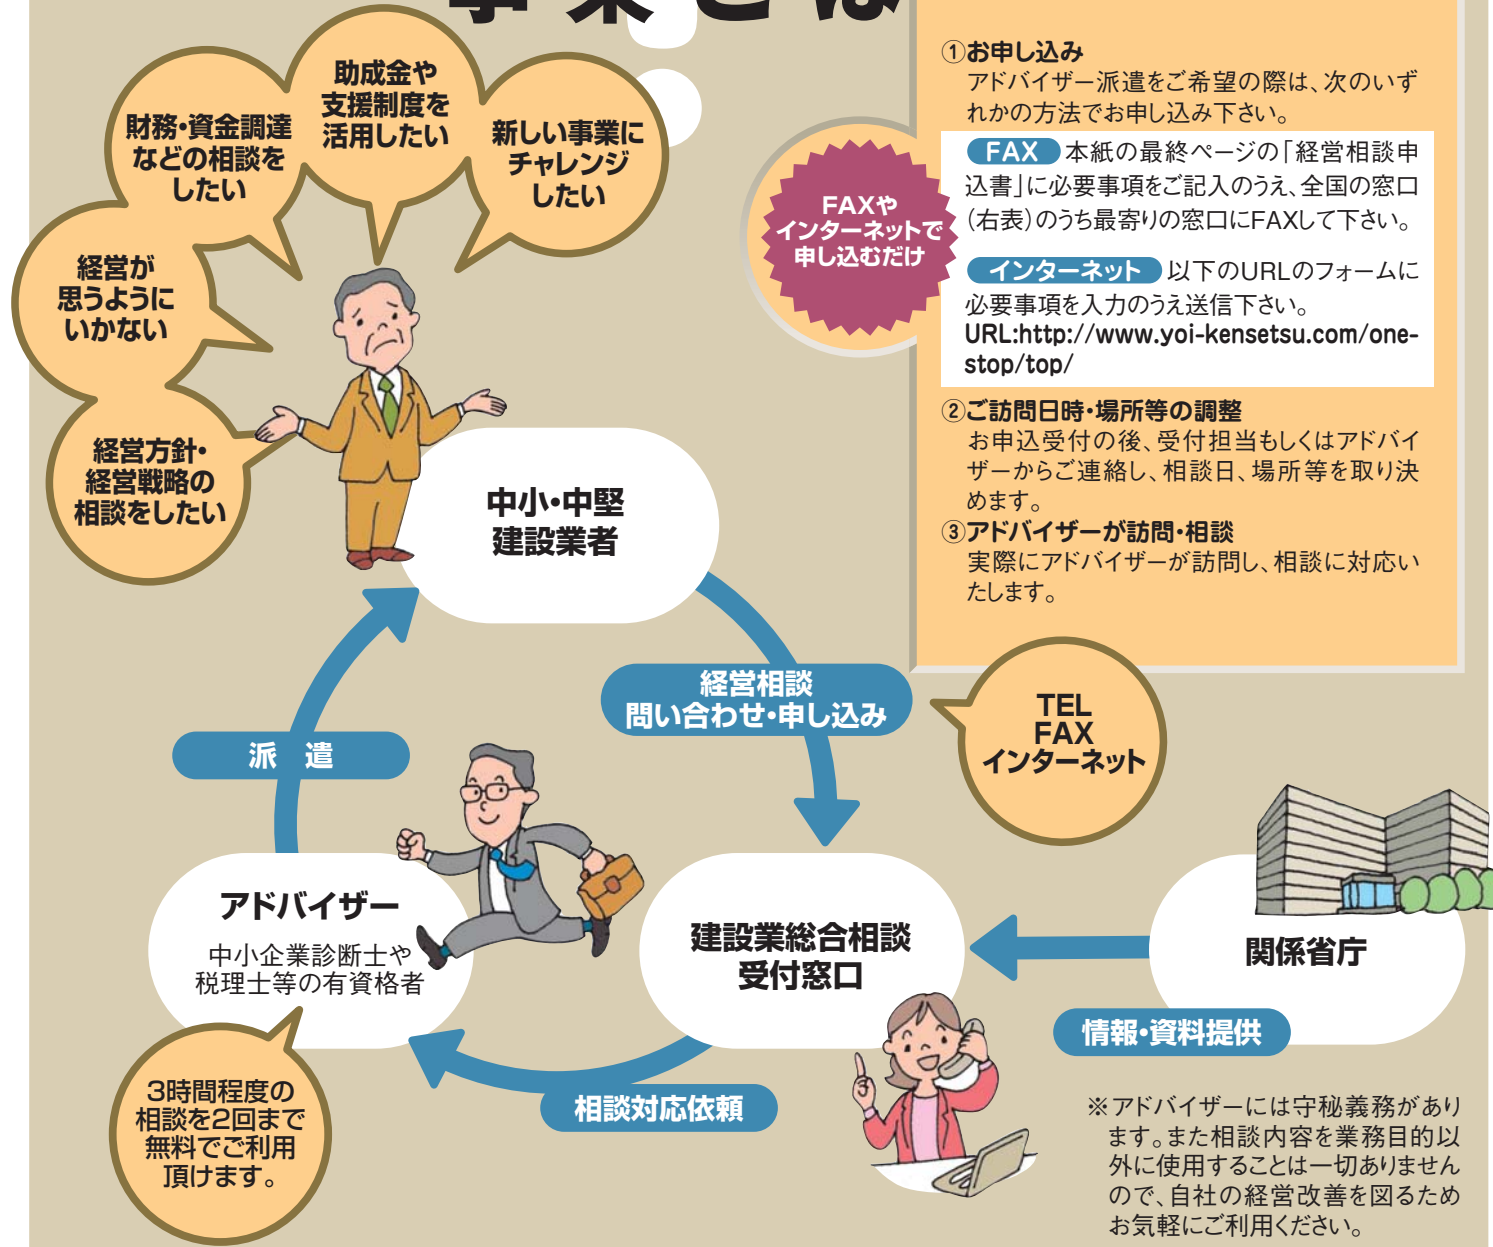 事業とは
財務・資金調達
などの相談を
したい
助成金や
支援制度を
活用したい
新しい事業に
チャレンジ
したい
経営が
思うように
いかない
経営方針・
経営戦略の
相談をしたい
中小・中堅
建設業者
FAXや
インターネットで
申し込むだけ
①お申し込み
アドバイザー派遣をご希望の際は、次のいず
れかの方法でお申し込み下さい。
FAX 本紙の最終ページの「経営相談申
込書」に必要事項をご記入のうえ、全国の窓口
(右表)のうち最寄りの窓口にFAXして下さい。
インターネット 以下のURLのフォームに
必要事項を入力のうえ送信下さい。
URL:http://www.yoi-kensetsu.com/one-
stop/top/
②ご訪問日時・場所等の調整
お申込受付の後、受付担当もしくはアドバイ
ザーからご連絡し、相談日、場所等を取り決
めます。
③アドバイザーが訪問・相談
実際にアドバイザーが訪問し、相談に対応い
たします。
経営相談
問い合わせ・申し込み
TEL
FAX
インターネット
派 遣
アドバイザー
中小企業診断士や
税理士等の有資格者
建設業総合相談
受付窓口
関係省庁
情報・資料提供
相談対応依頼
3時間程度の
相談を2回まで
無料でご利用
頂けます。
※アドバイザーには守秘義務があり
ます。また相談内容を業務目的以
外に使用することは一切ありません
ので、自社の経営改善を図るため
お気軽にご利用ください。